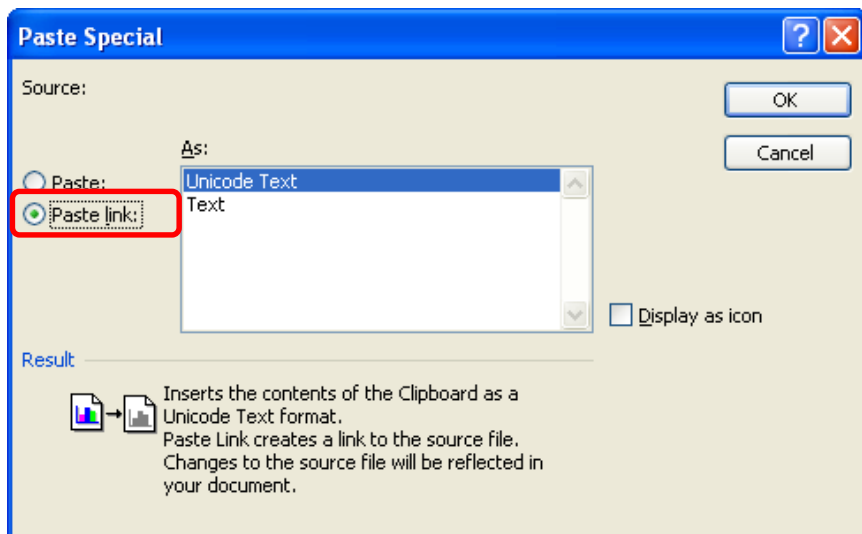 Paste Special
Source:
OK
As:
Cancel
Paste:
Unicode Text
Paste link:
Text
Display as icon
Result
Inserts the contents of the Clipboard as a
Unicode Text format.
Paste Link creates a link to the source file.
Changes to the source file will be reflected in
your document.